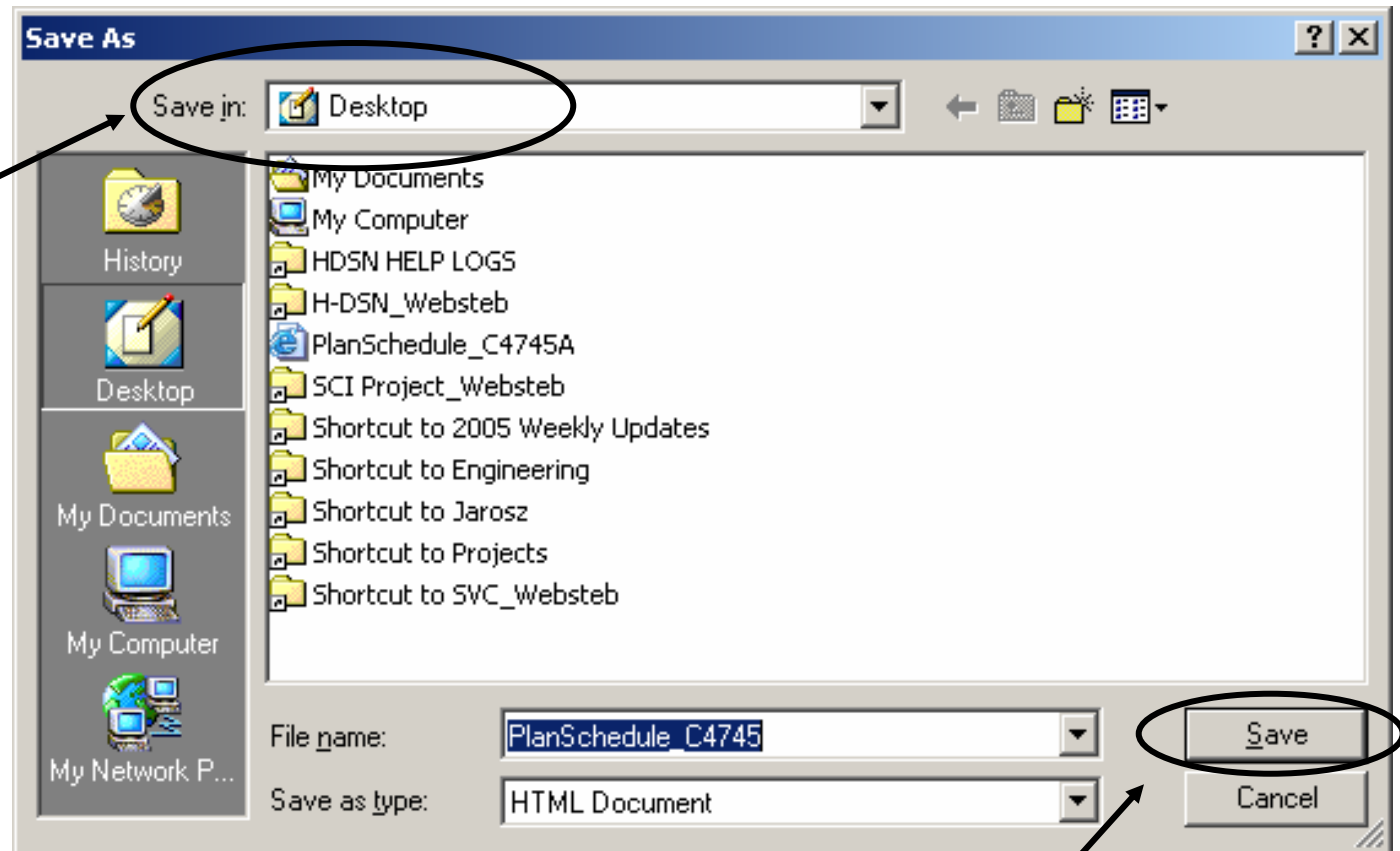 Save As
Save in: Desktop
History
Desktop
My Documents
My Computer
My Network P...
My Documents
My Computer
HDSN HELP LOGS
H-DSN_Websteb
PlanSchedule_C4745A
SCI Project_Websteb
Shortcut to 2005 Weekly Updates
Shortcut to Engineering
Shortcut to Jarosz
Shortcut to Projects
Shortcut to SVC_Websteb
File name: PlanSchedule_C4745 Save
Save as type: HTML Document Cancel